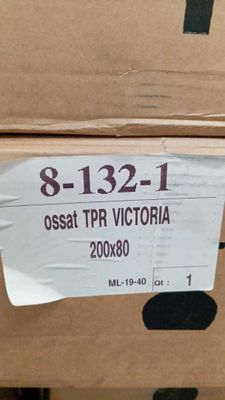 8-132-1
ossat TPR VICTORIA
200x80
ML-19-40 Qt : 1